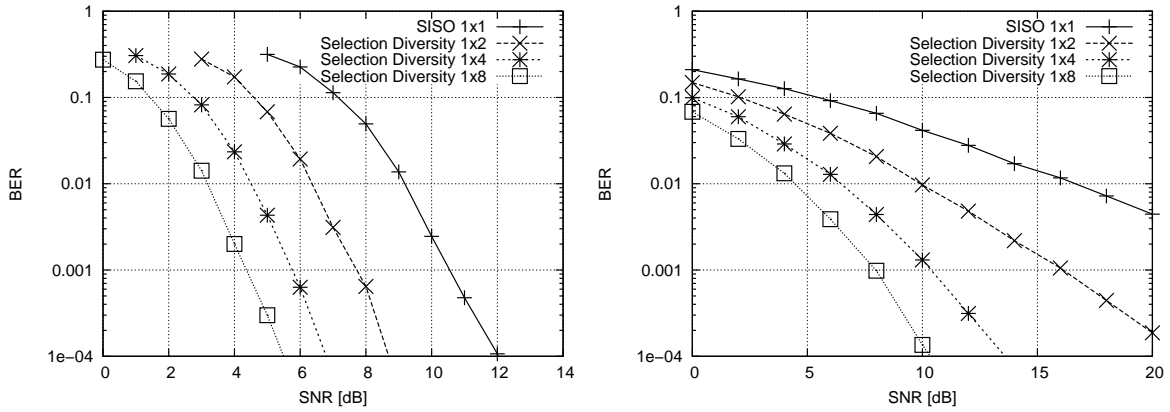 1
0.1
0.01
0.001
1e−04
0 2 4 6 8 10 12 14
BER
SNR [dB]
SISO 1x1
Selection Diversity 1x2
Selection Diversity 1x4
Selection Diversity 1x8
1
0.1
0.01
0.001
1e−04
0 5 10 15 20
BER
SNR [dB]
SISO 1x1
Selection Diversity 1x2
Selection Diversity 1x4
Selection Diversity 1x8